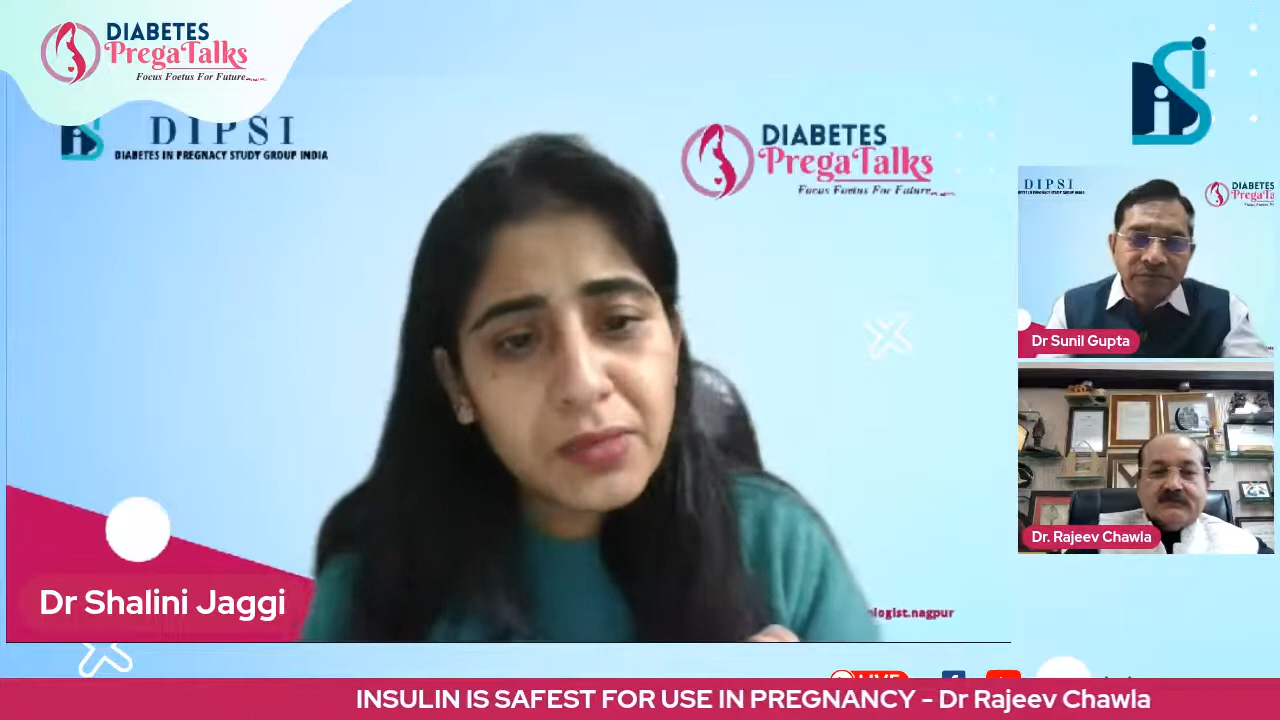 DIABETES
PregaTalks
Focus Foetus For Future
DIPSI
DIABETES IN PREGNANCY STUDY GROUP INDIA
DIABETES
PregaTalks
Focus Foetus For Future
DIPSI
DIABETES
PregaTa
Dr Sunil Gupta
Dr. Rajeev Chawla
Dr Shalini Jaggi
ologist.nagpur
LIVE
INSULIN IS SAFEST FOR USE IN PREGNANCY - Dr Rajeev Chawla